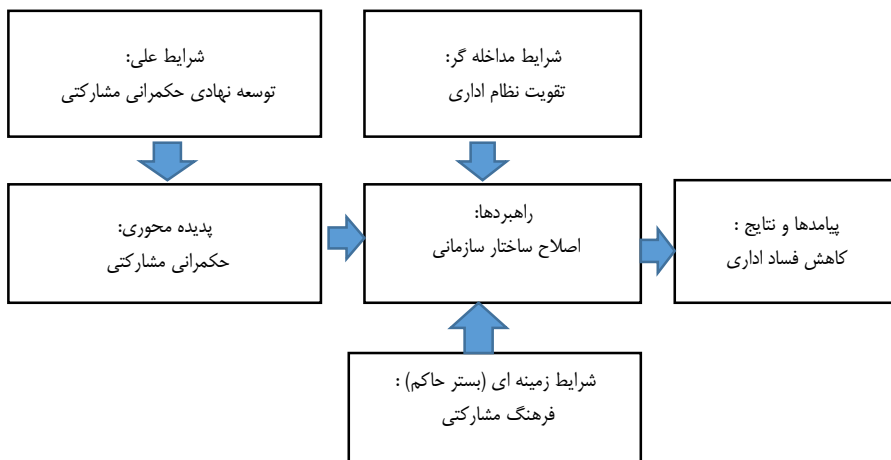 شرایط علی:
توسعه نهادی حکمرانی مشارکتی
شرایط مداخله گر:
تقویت نظام اداری
پدیده محوری:
حکمرانی مشارکتی
راهبردها:
اصلاح ساختار سازمانی
پیامدها و نتایج :
کاهش فساد اداری
شرایط زمینه ای (بستر حاکم) :
فرهنگ مشارکتی